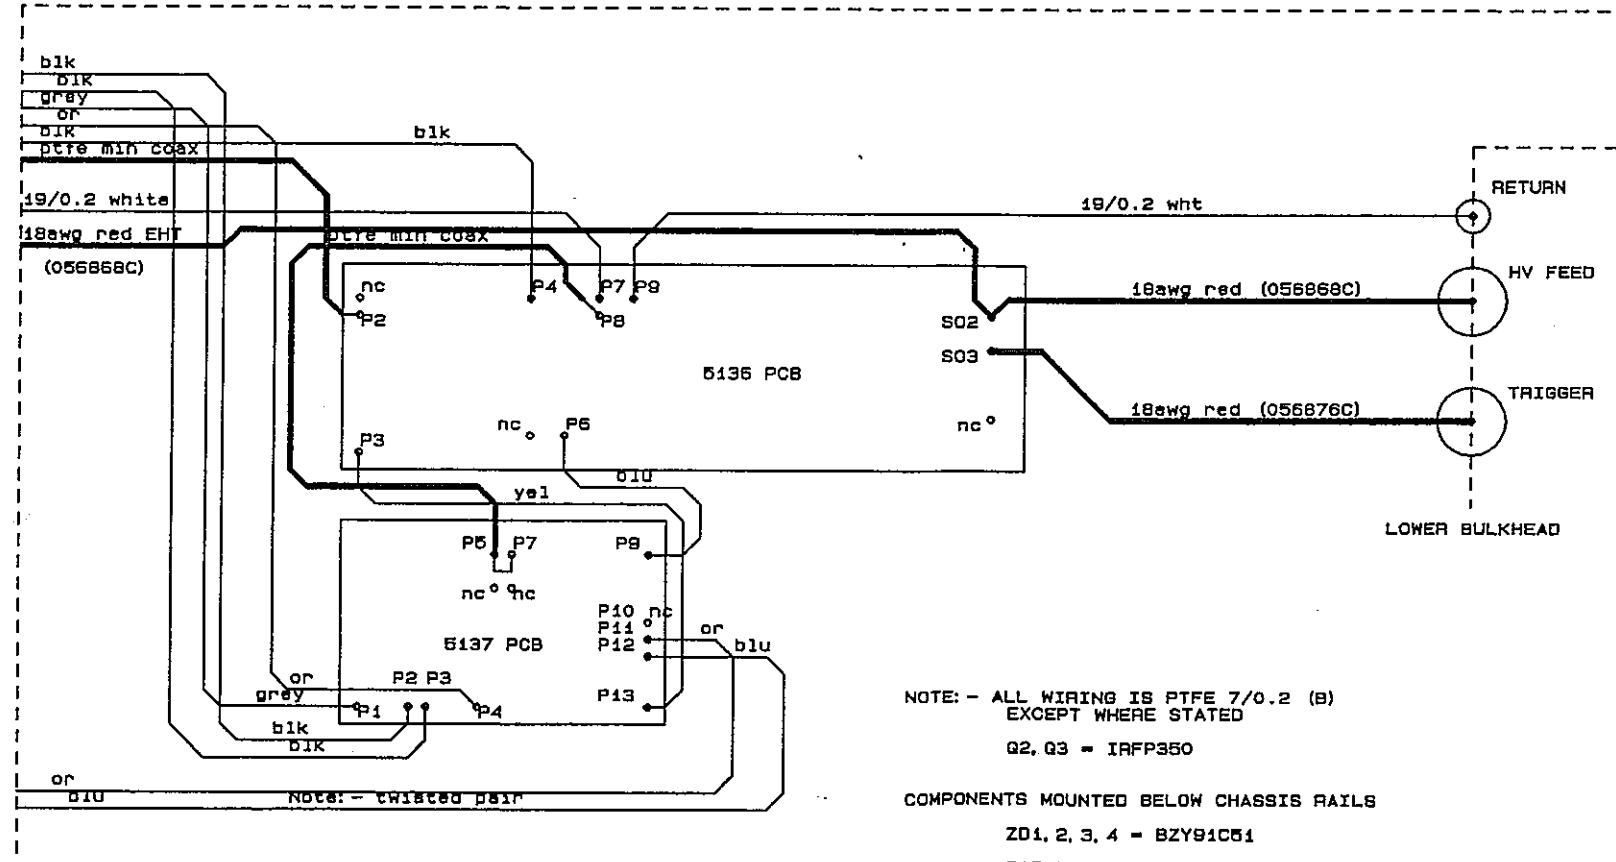 blk
blk
grey
or
blk
blk
ptfe min coax
19/0.2 white
19/0.2 wht
RETURN
18awg red EHT
ptfe min coax
(056868C)
HV FEED
nc
P4
P7
P9
18awg red (056868C)
P2
P8
SO2
SO3
5136 PCB
TRIGGER
18awg red (056876C)
nc
P6
nc
P3
blu
yel
LOWER BULKHEAD
P5
P7
P9
nc
nc
P10
nc
P11
or
5137 PCB
P12
blu
or
P2 P3
grey
P13
P1
P4
blk
blk
NOTE:- ALL WIRING IS PTFE 7/0.2 (B)
EXCEPT WHERE STATED
Q2, Q3 = IRFP350
or
blu
Note:- twisted pair
COMPONENTS MOUNTED BELOW CHASSIS RAILS
ZD1, 2, 3, 4 = BZY91C51